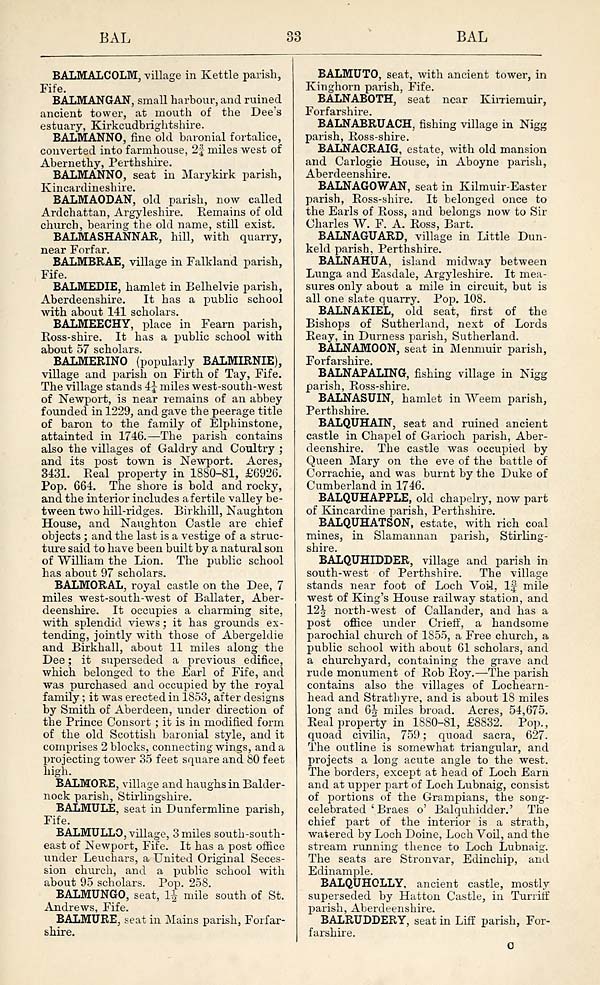 BAL 33 BAL
BALMALCOLM, village in Kettle parish,
Fife.
BALMANGAN, small harbour, and ruined
ancient tower, at mouth of the Dee's
estuary, Kirkcudbrightshire.
BALMANNO, fine old baronial fortalice,
converted into farmhouse, 2¾ miles west of
Abernethy, Perthshire.
BALMANNO, seat in Marykirk parish,
Kincardineshire.
BALMAODAN, old parish, now called
Ardchattan, Argyleshire. Remains of old
church, bearing the old name, still exist.
BALMASHANNAR, hill, with quarry,
near Forfar.
BALMBRAE, village in Falkland parish,
Fife.
BALMEDIE, hamlet in Belhelvie parish,
Aberdeenshire. It has a public school
with about 141 scholars.
BALMEECHY, place in Fearn parish,
Ross-shire. It has a public school with
about 57 scholars.
BALMERINO (popularly BALMIRNIE),
village and parish on Firth of Tay, Fife.
The village stands 4¼ miles west-south-west
of Newport, is near remains of an abbey
founded in 1229, and gave the peerage title
of baron to the family of Elphinstone,
attainted in 1746.—The parish contains
also the villages of Galdry and Coultry ;
and its post town is Newport. Acres,
3431. Real property in 1880-81, £6926.
Pop. 664. The shore is bold and rocky,
and the interior includes a fertile valley be-
tween two hill-ridges. Birkhill, Naughton
House, and Naughton Castle are chief
objects ; and the last is a vestige of a struc-
ture said to have been built by a natural son
of William the Lion. The public school
has about 97 scholars.
BALMORAL, royal castle on the Dee, 7
miles west-south-west of Ballater, Aber-
deenshire. It occupies a charming site,
with splendid views ; it has grounds ex-
tending, jointly with those of Abergeldie
and Birkhall, about 11 miles along the
Dee ; it superseded a previous edifice,
which belonged to the Earl of Fife, and
was purchased and occupied by the royal
family ; it was erected in 1853, after designs
by Smith of Aberdeen, under direction of
the Prince Consort ; it is in modified form
of the old Scottish baronial style, and it
comprises 2 blocks, connecting wings, and a
projecting tower 35 feet square and 80 feet
high.
BALMORE, village and haughs in Balder-
nock parish, Stirlingshire.
BALMULE, seat in Dunfermline parish,
Fife.
BALMULLO, village, 3 miles south-south-
east of Newport, Fife. It has a post office
under Leuchars, a United Original Seces-
sion church, and a public school with
about 95 scholars. Pop. 258.
BALMUNGO, seat, 1½ mile south of St.
Andrews, Fife.
BALMURE, seat in Mains parish, Forfar-
shire.
BALMUTO, seat, with ancient tower, in
Kinghorn parish, Fife.
BALNABOTH, seat near Kirriemuir,
Forfarshire.
BALNABRUACH, fishing village in Nigg
parish, Ross-shire.
BALNACRAIG, estate, with old mansion
and Carlogie House, in Aboyne parish,
Aberdeenshire.
BALNAGOWAN, seat in Kilmuir-Easter
parish, Ross-shire. It belonged once to
the Earls of Ross, and belongs now to Sir
Charles W. F. A. Ross, Bart.
BALNAGUARD, village in Little Dun-
keld parish, Perthshire.
BALNAHUA, island midway between
Lunga and Easdale, Argyleshire. It mea-
sures only about a mile in circuit, but is
all one slate quarry. Pop. 108.
BALNAKIEL, old seat, first of the
Bishops of Sutherland, next of Lords
Reay, in Durness parish, Sutherland.
BALNAMOON, seat in Menmuir parish,
Forfarshire.
BALNAPALING, fishing village in Nigg
parish, Ross-shire.
BALNASUIN, hamlet in Weem parish,
Perthshire.
BALQUHAIN, seat and ruined ancient
castle in Chapel of Garioch parish, Aber-
deenshire. The castle was occupied by
Queen Mary on the eve of the battle of
Corrachie, and was burnt by the Duke of
Cumberland in 1746.
BALQUHAPPLE, old chapelry, now part
of Kincardine parish, Perthshire.
BALQUHATSON, estate, with rich coal
mines, in Slamannan parish, Stirling-
shire.
BALQUHIDDER, village and parish in
south-west of Perthshire. The village
stands near foot of Loch Voil, 1¾ mile
west of King's House railway station, and
12½ north-west of Callander, and has a
post office under Crieff, a handsome
parochial church of 1855, a Free church, a
public school with about 61 scholars, and
a churchyard, containing the grave and
rude monument of Rob Roy.—The parish
contains also the villages of Lochearn-
head and Strathyre, and is about 18 miles
long and 6½ miles broad. Acres, 54,675.
Real property in 1880-81, £8832. Pop.,
quoad civilia, 759 ; quoad sacra, 627.
The outline is somewhat triangular, and
projects a long acute angle to the west.
The borders, except at head of Loch Earn
and at upper part of Loch Lubnaig, consist
of portions of the Grampians, the song-
celebrated 'Braes o' Balquhidder.' The
chief part of the interior is a strath,
watered by Loch Doine, Loch Voil, and the
stream running thence to Loch Lubnaig.
The seats are Stronvar, Edinchip, and
Edinample.
BALQUHOLLY, ancient castle, mostly
superseded by Hatton Castle, in Turriff
parish, Aberdeenshire.
BALRUDDERY, seat in Liff parish, For-
farshire.
C